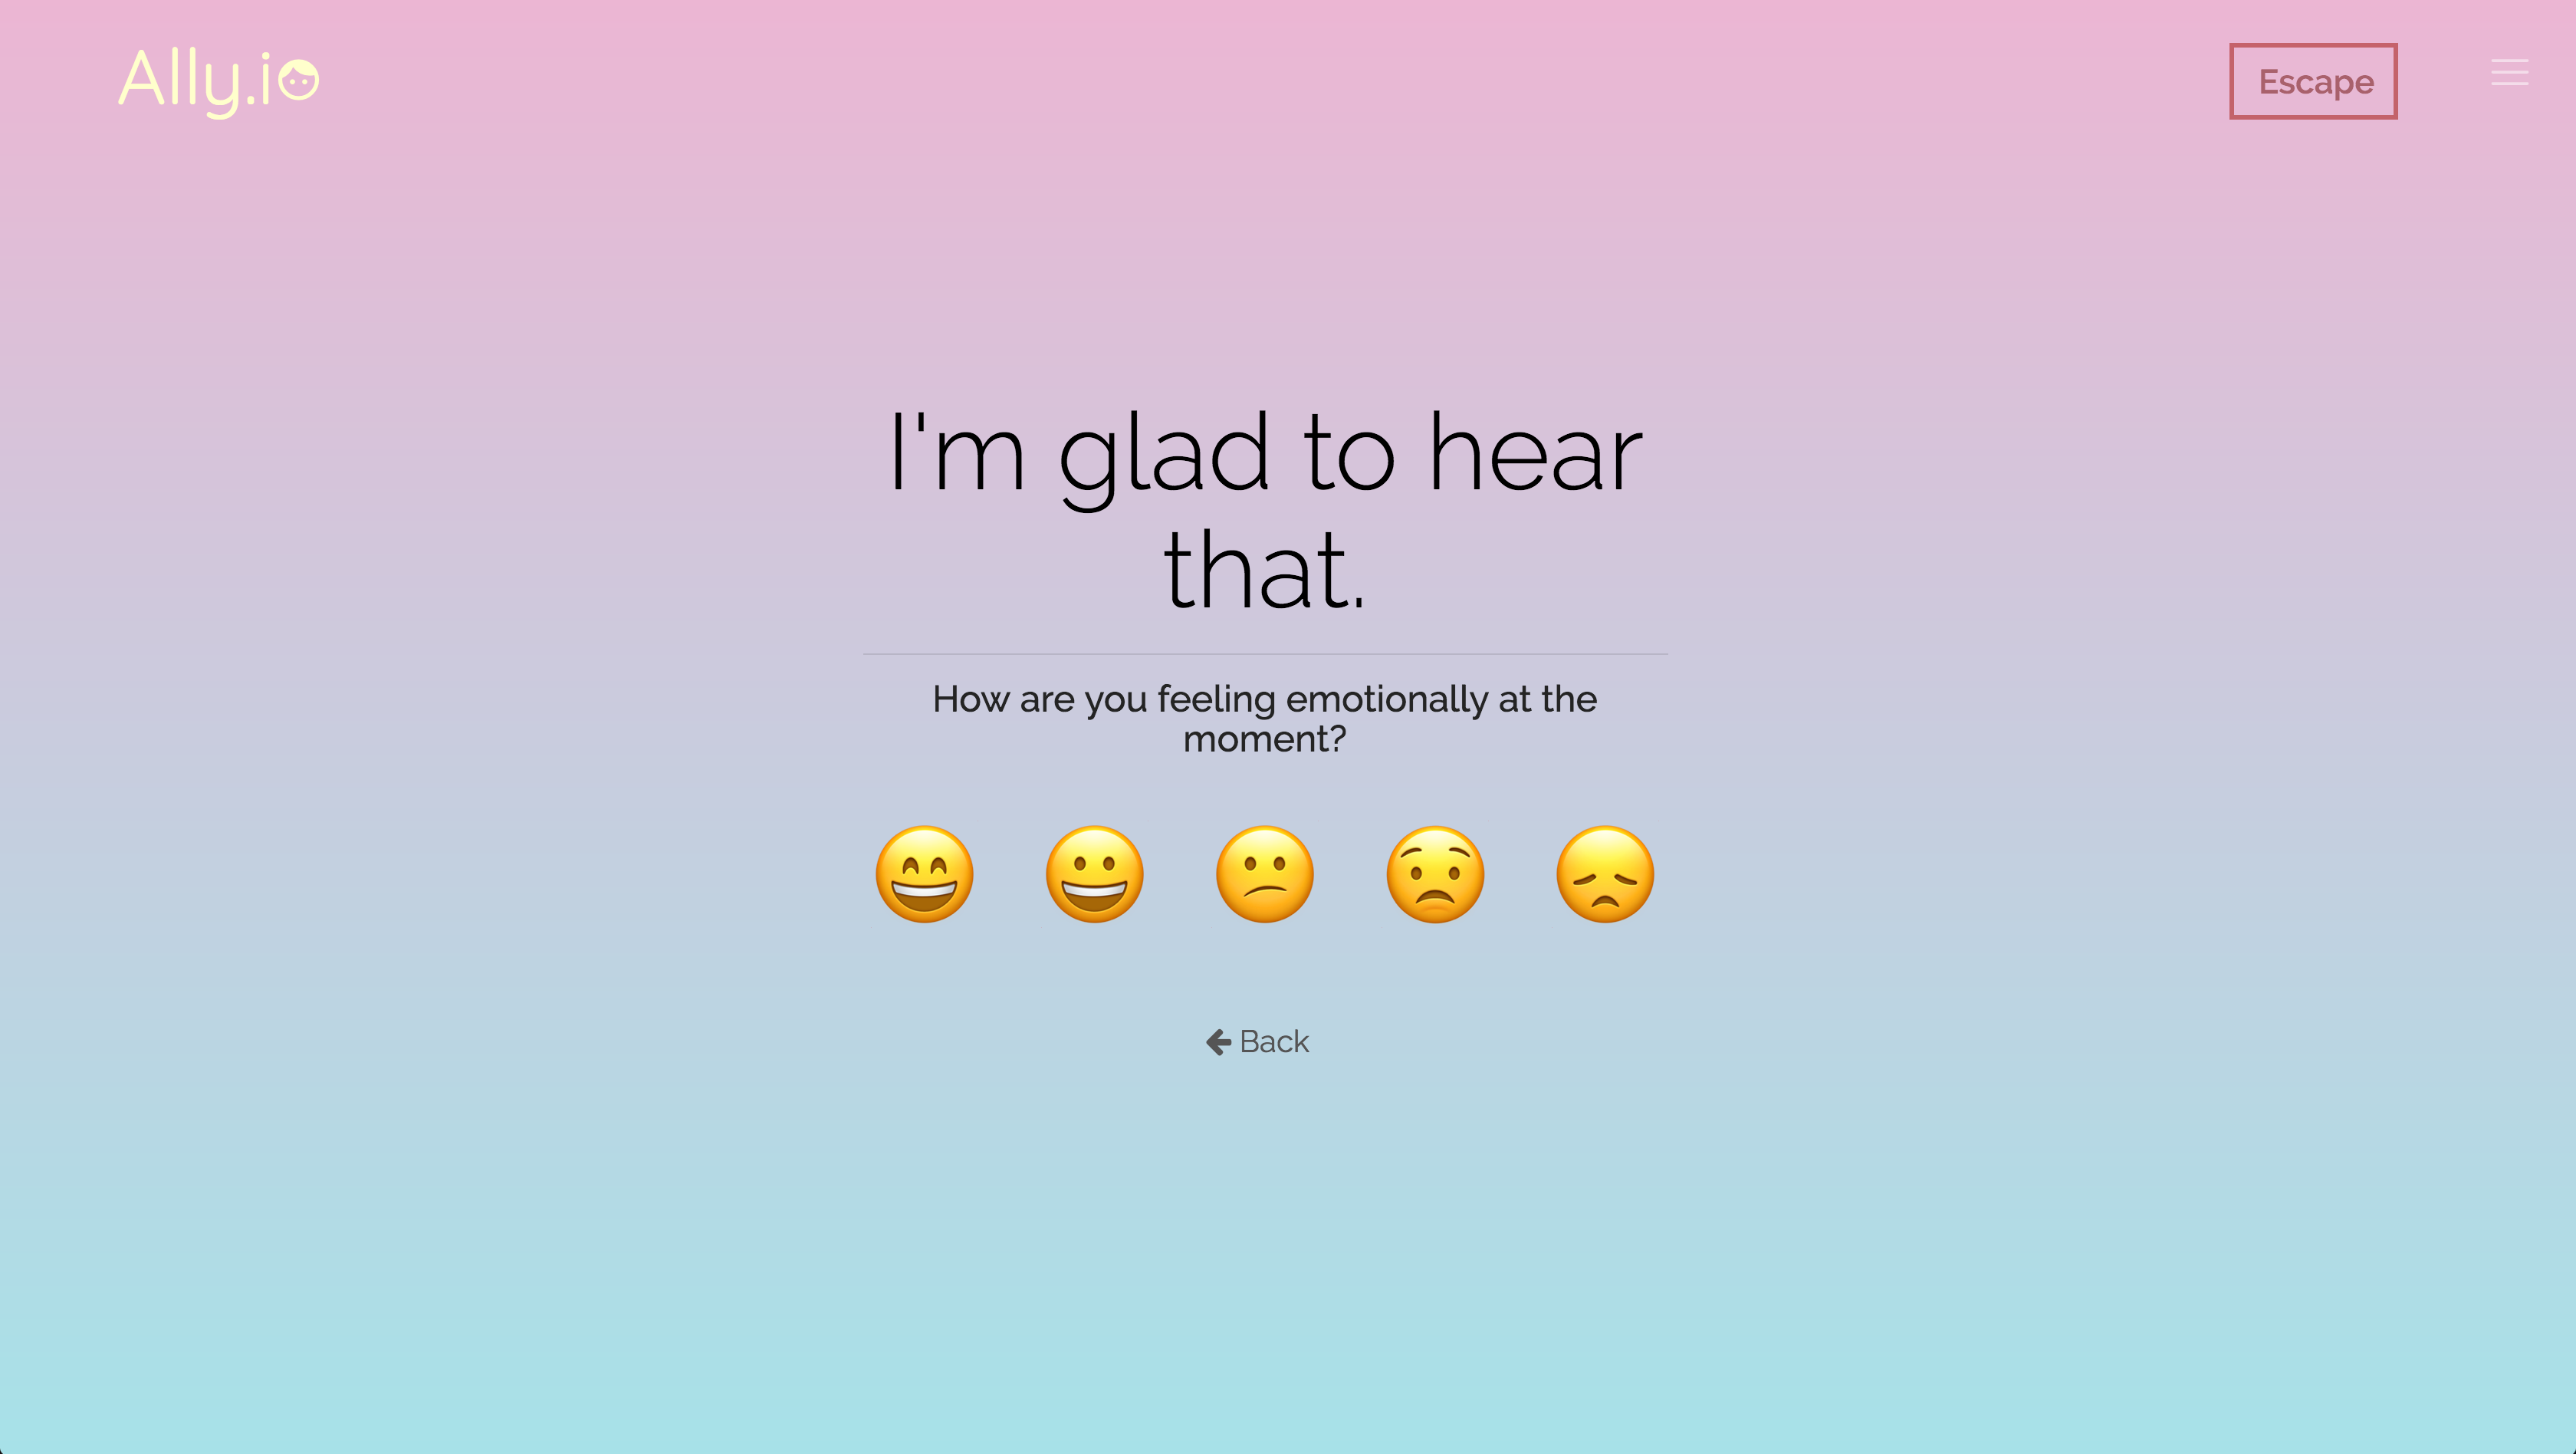 Ally.io
Escape
I'm glad to hear
that.
How are you feeling emotionally at the
moment?
Back